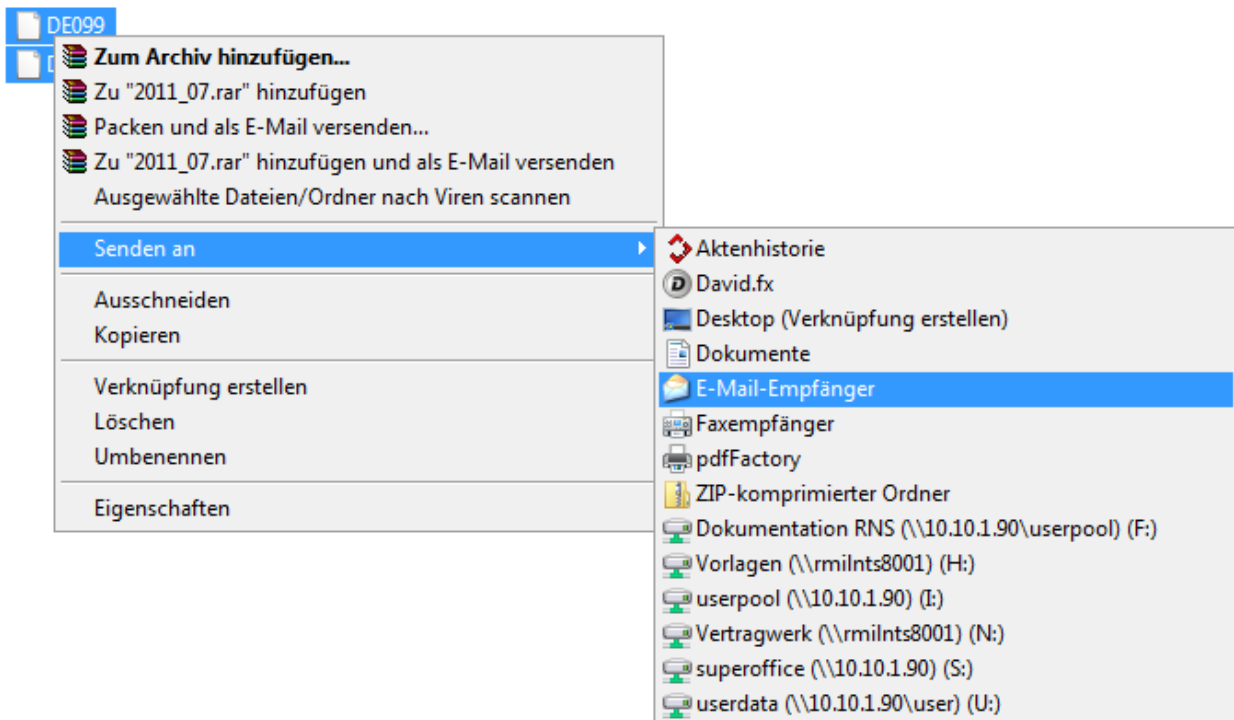 DE099
Zum Archiv hinzufügen...
Zu "2011_07.rar" hinzufügen
Packen und als E-Mail versenden...
Zu "2011_07.rar" hinzufügen und als E-Mail versenden
Ausgewählte Dateien/Ordner nach Viren scannen
Senden an
Ausschneiden
Kopieren
Verknüpfung erstellen
Löschen
Umbenennen
Eigenschaften
Aktenhistorie
David.fx
Desktop (Verknüpfung erstellen)
Dokumente
E-Mail-Empfänger
Faxempfänger
pdfFactory
ZIP-komprimierter Ordner
Dokumentation RNS (\\10.10.1.90\userpool) (F:)
Vorlagen (\\rmilnts8001) (H:)
userpool (\\10.10.1.90) (I:)
Vertragwerk (\\rmilnts8001) (N:)
superoffice (\\10.10.1.90) (S:)
userdata (\\10.10.1.90\user) (U:)